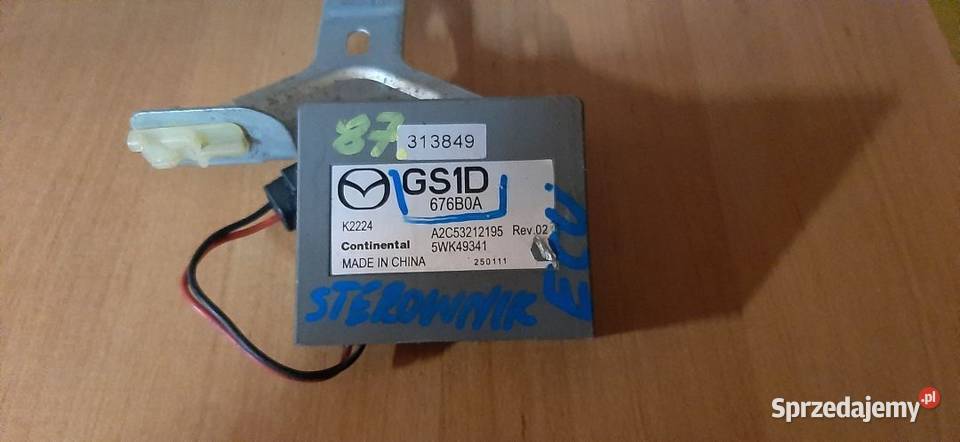 87.
313849
GS1D
676B0A
K2224
A2C53212195 Rev.02
Continental 5WK49341
MADE IN CHINA 250111
STEROWNIK
ECU
Sprzedajemy.pl